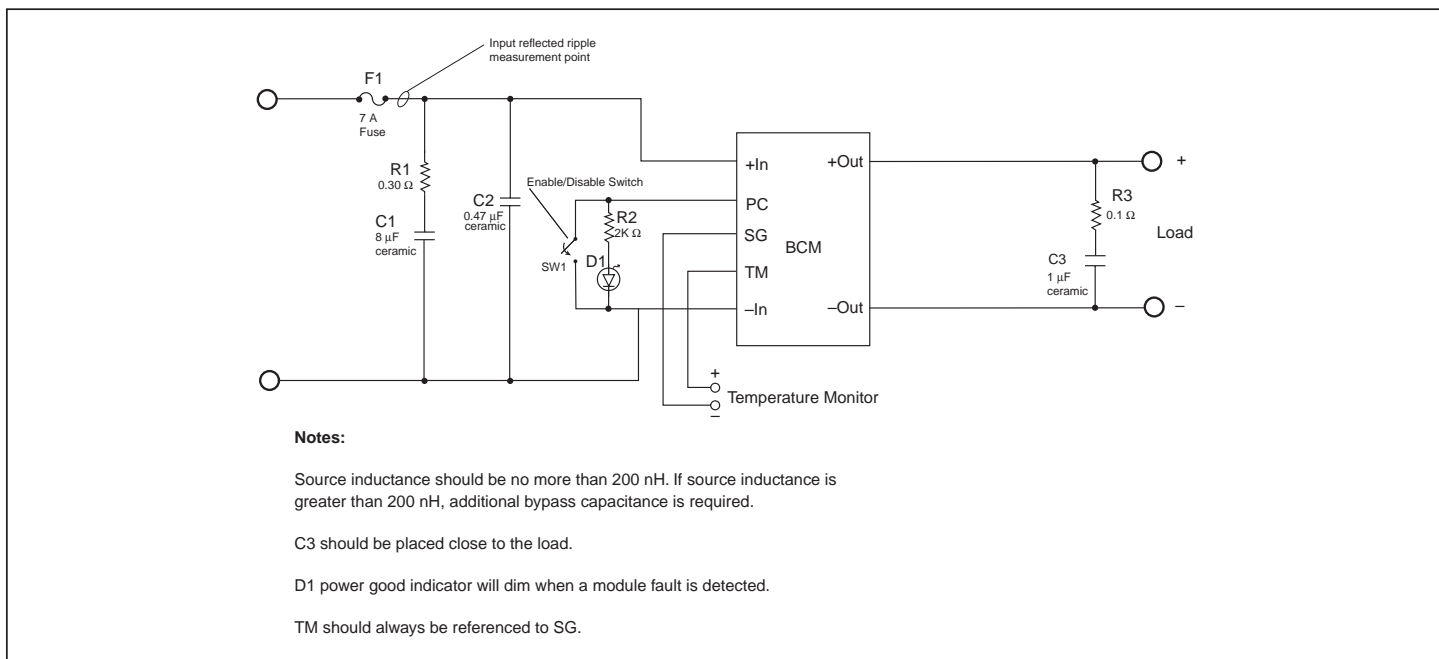 Input reflected ripple
measurement point
F1
7 A
Fuse
R1
0.30 Ω
C1
8 μF
ceramic
C2
0.47 μF
ceramic
Enable/Disable Switch
SW1
R2
2K Ω
D1
+In
PC
SG
TM
–In
BCM
+Out
–Out
R3
0.1 Ω
C3
1 μF
ceramic
+
Load
–
+
Temperature Monitor
–
Notes:
Source inductance should be no more than 200 nH. If source inductance is
greater than 200 nH, additional bypass capacitance is required.
C3 should be placed close to the load.
D1 power good indicator will dim when a module fault is detected.
TM should always be referenced to SG.